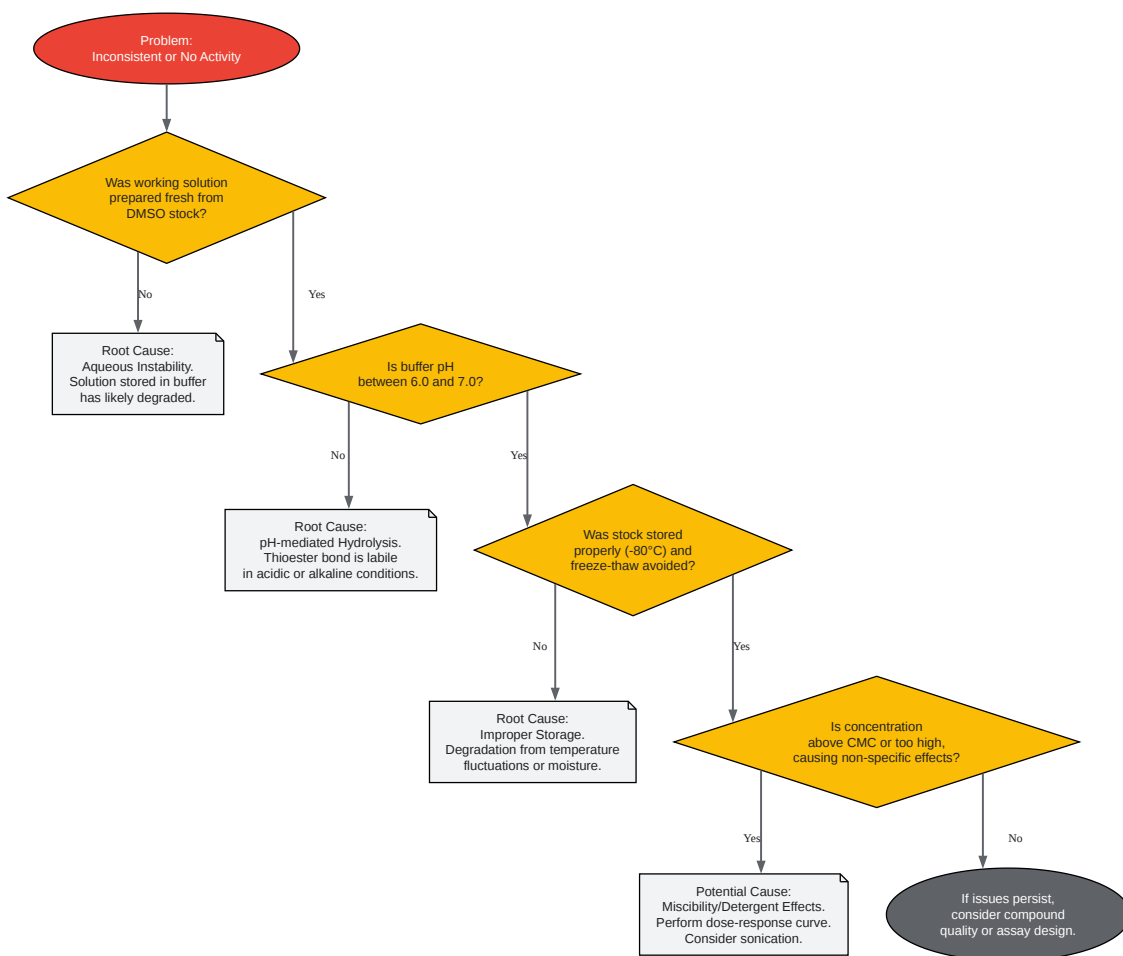 Problem:
Inconsistent or No Activity
Was working solution
prepared fresh from
DMSO stock?
No
Yes
Root Cause:
Aqueous Instability.
Solution stored in buffer
has likely degraded.
Is buffer pH
between 6.0 and 7.0?
No
Yes
Root Cause:
pH-mediated Hydrolysis.
Thioester bond is labile
in acidic or alkaline conditions.
Was stock stored
properly (-80°C) and
freeze-thaw avoided?
No
Yes
Root Cause:
Improper Storage.
Degradation from temperature
fluctuations or moisture.
Is concentration
above CMC or too high,
causing non-specific effects?
Yes
No
Potential Cause:
Miscibility/Detergent Effects.
Perform dose-response curve.
Consider sonication.
If issues persist,
consider compound
quality or assay design.